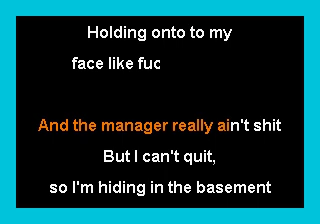 Holding onto to my
face like fuc
And the manager really ain't shit
But I can't quit,
so I'm hiding in the basement